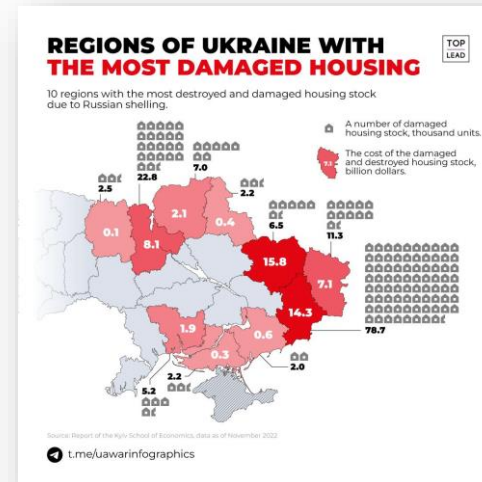 REGIONS OF UKRAINE WITH
THE MOST DAMAGED HOUSING
TOP
LEAD
10 regions with the most destroyed and damaged housing stock
due to Russian shelling.
A number of damaged
housing stock, thousand units.
7.1
The cost of the damaged
and destroyed housing stock,
billion dollars.
2.5
22.8
7.0
2.2
6.5
11.3
0.1
8.1
2.1
0.4
15.8
7.1
14.3
78.7
1.9
0.6
0.3
2.0
2.2
5.2
Source: Report of the Kyiv School of Economics, data as of November 2022
t.me/uawarinfographics